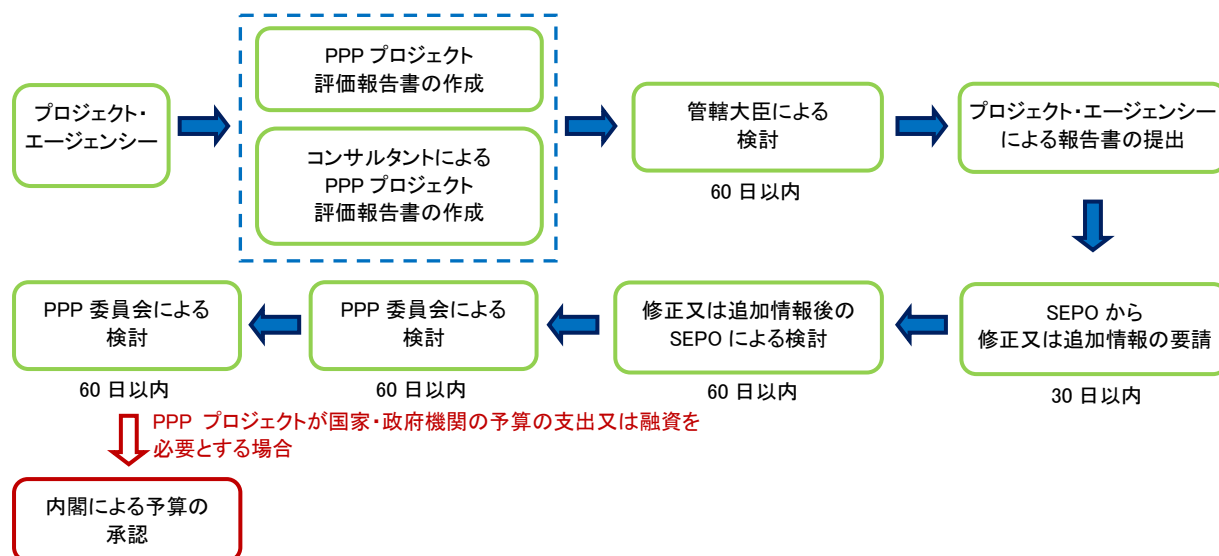 プロジェクト・
エージェンシー
PPP プロジェクト
評価報告書の作成
コンサルタントによる
PPP プロジェクト
評価報告書の作成
管轄大臣による
検討
60 日以内
プロジェクト・エージェンシー
による報告書の提出
SEPO から
修正又は追加情報の要請
30 日以内
修正又は追加情報後の
SEPO による検討
60 日以内
PPP 委員会による
検討
60 日以内
PPP 委員会による
検討
60 日以内
PPP プロジェクトが国家・政府機関の予算の支出又は融資を
必要とする場合
内閣による予算の
承認